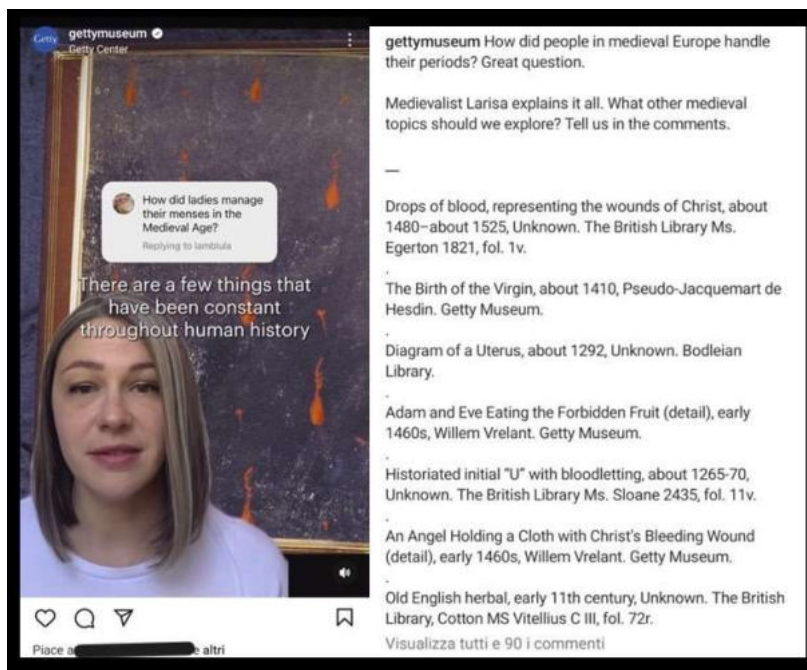 Getty
gettymuseum
Getty Center
How did ladies manage
their menses in the
Medieval Age?
Replying to lamblula
There are a few things that
have been constant
throughout human history
Piace a
e altri
gettymuseum How did people in medieval Europe handle
their periods? Great question.
Medievalist Larisa explains it all. What other medieval
topics should we explore? Tell us in the comments.
—
Drops of blood, representing the wounds of Christ, about
1480–about 1525, Unknown. The British Library Ms.
Egerton 1821, fol. 1v.
.
The Birth of the Virgin, about 1410, Pseudo-Jacquemart de
Hesdin. Getty Museum.
.
Diagram of a Uterus, about 1292, Unknown. Bodleian
Library.
.
Adam and Eve Eating the Forbidden Fruit (detail), early
1460s, Willem Vrelant. Getty Museum.
.
Historiated initial "U" with bloodletting, about 1265-70,
Unknown. The British Library Ms. Sloane 2435, fol. 11v.
.
An Angel Holding a Cloth with Christ's Bleeding Wound
(detail), early 1460s, Willem Vrelant. Getty Museum.
.
Old English herbal, early 11th century, Unknown. The British
Library, Cotton MS Vitellius C III, fol. 72r.
Visualizza tutti e 90 i commenti